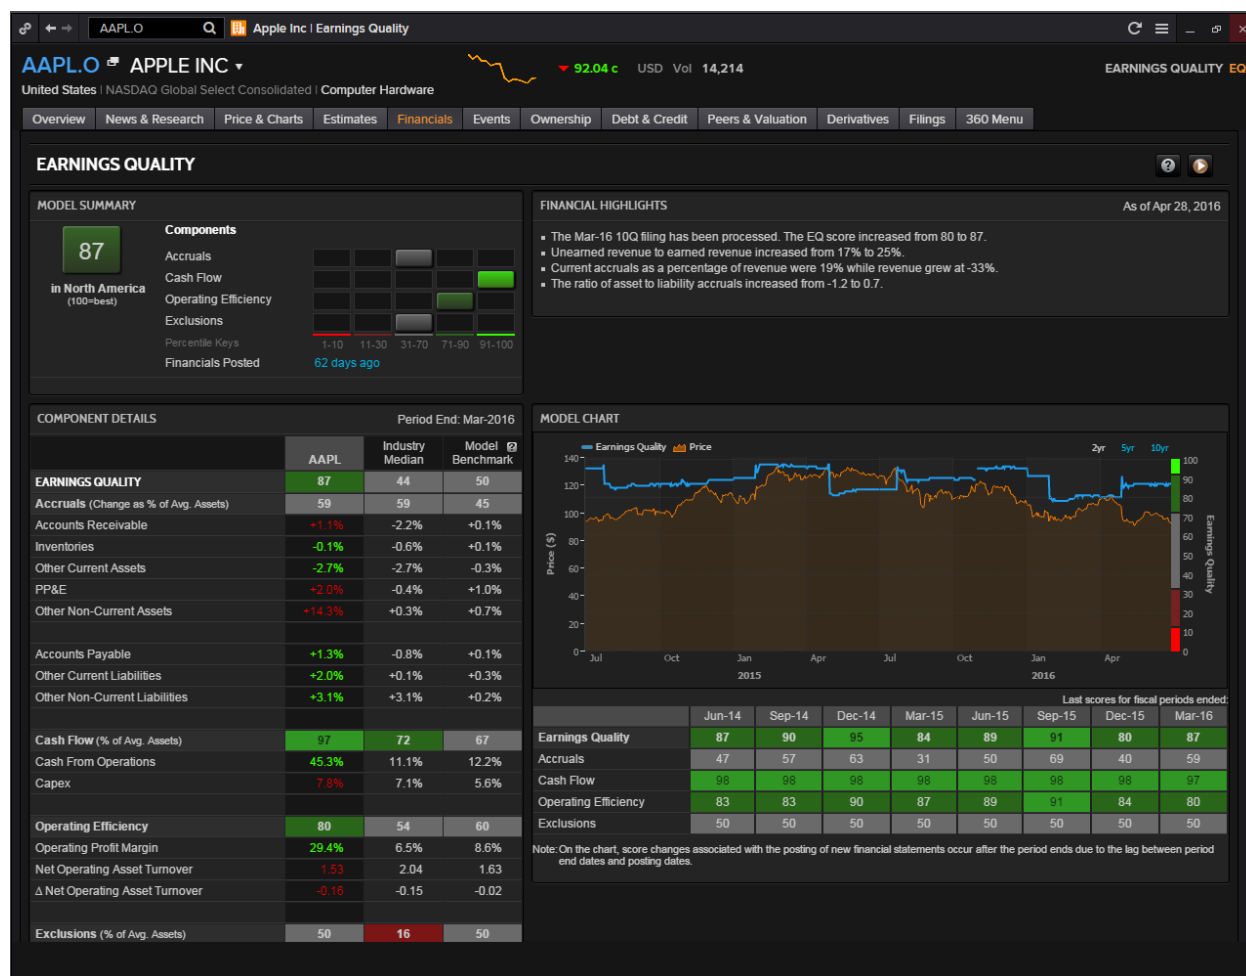 AAPL.O Apple Inc | Earnings Quality
AAPL.O APPLE INC 92.04 c USD Vol 14,214 EARNINGS QUALITY EQ
United States | NASDAQ Global Select Consolidated | Computer Hardware
Overview News & Research Price & Charts Estimates Financials Events Ownership Debt & Credit Peers & Valuation Derivatives Filings 360 Menu
EARNINGS QUALITY
MODEL SUMMARY
87
in North America
(100=best)
Components
Accruals
Cash Flow
Operating Efficiency
Exclusions
Percentile Keys 1-10 11-30 31-70 71-90 91-100
Financials Posted 62 days ago
FINANCIAL HIGHLIGHTS As of Apr 28, 2016
The Mar-16 10Q filing has been processed. The EQ score increased from 80 to 87.
Unearned revenue to earned revenue increased from 17% to 25%.
Current accruals as a percentage of revenue were 19% while revenue grew at -33%.
The ratio of asset to liability accruals increased from -1.2 to 0.7.
COMPONENT DETAILS Period End: Mar-2016
AAPL Industry Median Model Benchmark
EARNINGS QUALITY 87 44 50
Accruals (Change as % of Avg. Assets) 59 59 45
Accounts Receivable +1.1% -2.2% +0.1%
Inventories -0.1% -0.6% +0.1%
Other Current Assets -2.7% -2.7% -0.3%
PP&E +2.0% -0.4% +1.0%
Other Non-Current Assets +14.3% +0.3% +0.7%
Accounts Payable +1.3% -0.8% +0.1%
Other Current Liabilities +2.0% +0.1% +0.3%
Other Non-Current Liabilities +3.1% +3.1% +0.2%
Cash Flow (% of Avg. Assets) 97 72 67
Cash From Operations 45.3% 11.1% 12.2%
Capex 7.8% 7.1% 5.6%
Operating Efficiency 80 54 60
Operating Profit Margin 29.4% 6.5% 8.6%
Net Operating Asset Turnover 1.53 2.04 1.63
Δ Net Operating Asset Turnover -0.16 -0.15 -0.02
Exclusions (% of Avg. Assets) 50 16 50
MODEL CHART
Earnings Quality Price 2yr 5yr 10yr
Price ($)
140
120
100
80
60
40
20
0
100
90
80
70
60
50
40
30
20
10
0
Earnings Quality
Jul Oct Jan Apr Jul Oct Jan Apr
2015 2016
Last scores for fiscal periods ended:
Jun-14 Sep-14 Dec-14 Mar-15 Jun-15 Sep-15 Dec-15 Mar-16
Earnings Quality 87 90 95 84 89 91 80 87
Accruals 47 57 63 31 50 69 40 59
Cash Flow 98 98 98 98 98 98 98 97
Operating Efficiency 83 83 90 87 89 91 84 80
Exclusions 50 50 50 50 50 50 50 50
Note: On the chart, score changes associated with the posting of new financial statements occur after the period ends due to the lag between period
end dates and posting dates.